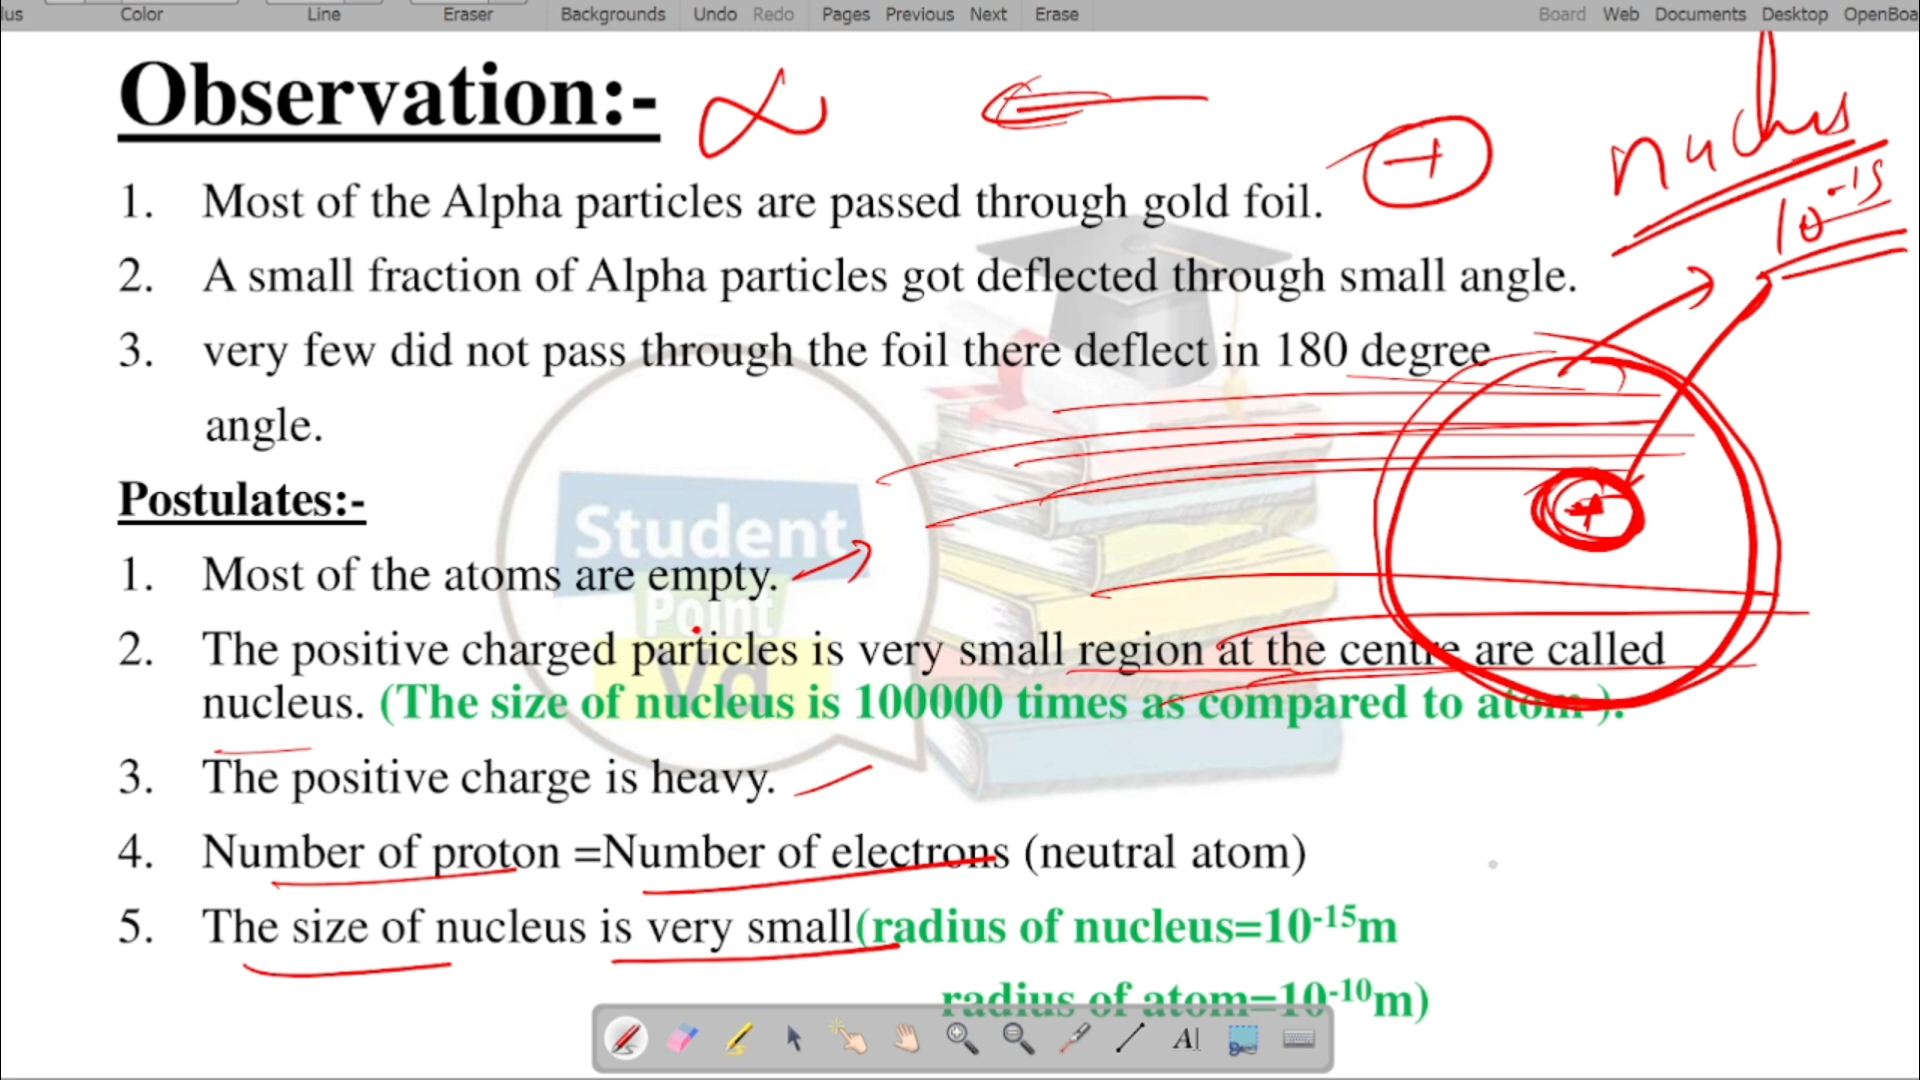 lus Color Line Eraser Backgrounds Undo Redo Pages Previous Next Erase Board Web Documents Desktop OpenBoa
Observation:- ∝
+
nucleus
10⁻¹⁵
1. Most of the Alpha particles are passed through gold foil.
2. A small fraction of Alpha particles got deflected through small angle.
3. very few did not pass through the foil there deflect in 180 degree
angle.
+
Postulates:-
Student
Point
1. Most of the atoms are empty.
2. The positive charged particles is very small region at the centre are called
nucleus. (The size of nucleus is 100000 times as compared to atom ).
3. The positive charge is heavy.
4. Number of proton =Number of electrons (neutral atom)
5. The size of nucleus is very small(radius of nucleus=10⁻¹⁵m
radius of atom=10⁻¹⁰m)
A